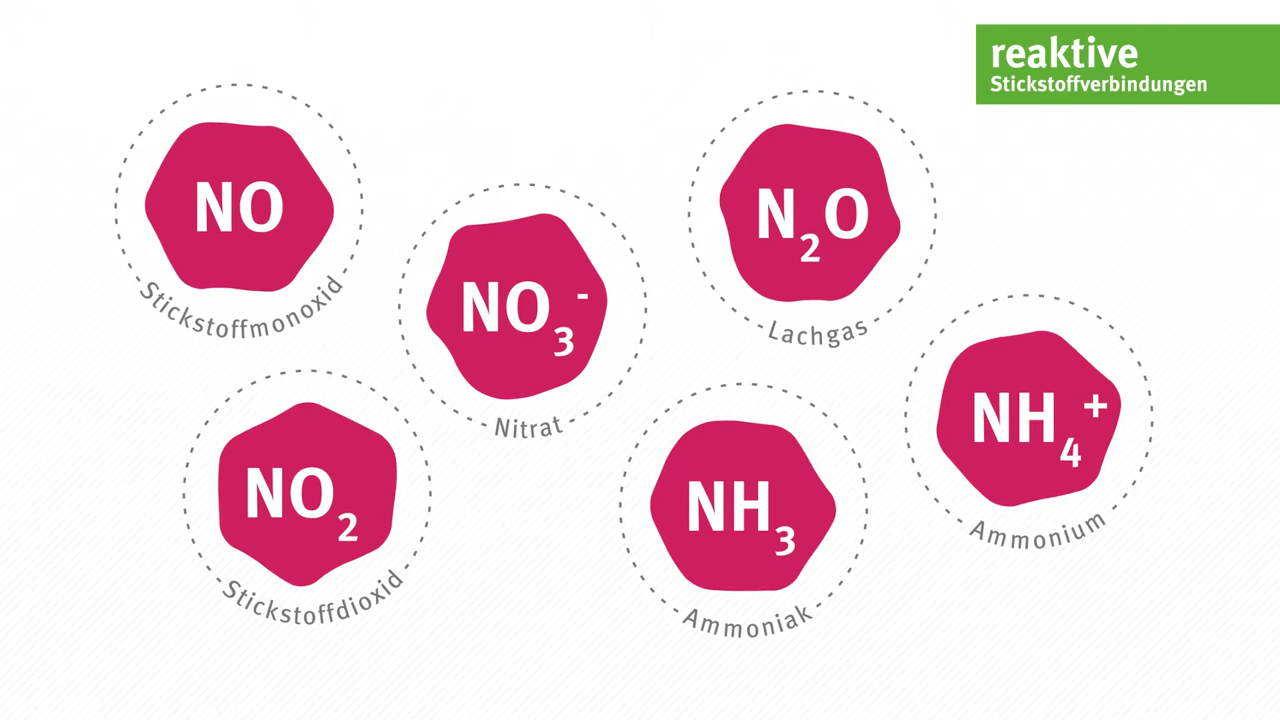 reaktive
Stickstoffverbindungen
NO
Stickstoffmonoxid
NO₃⁻
Nitrat
N₂O
Lachgas
NH₄⁺
Ammonium
NO₂
Stickstoffdioxid
NH₃
Ammoniak